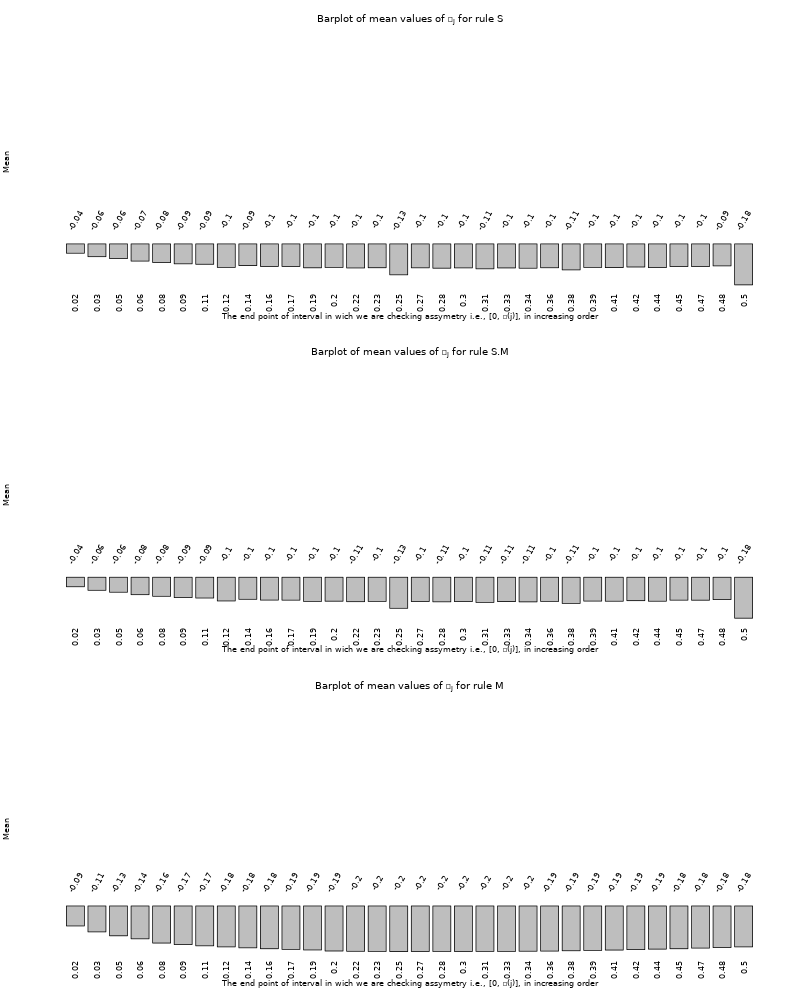 Barplot of mean values of □j for rule S
Mean
-0.04 -0.06 -0.06 -0.07 -0.08 -0.09 -0.09 -0.1 -0.09 -0.1 -0.1 -0.1 -0.1 -0.1 -0.1 -0.13 -0.1 -0.1 -0.1 -0.11 -0.1 -0.1 -0.1 -0.11 -0.1 -0.1 -0.1 -0.1 -0.1 -0.1 -0.09 -0.18
0.02 0.03 0.05 0.06 0.08 0.09 0.11 0.12 0.14 0.16 0.17 0.19 0.2 0.22 0.23 0.25 0.27 0.28 0.3 0.31 0.33 0.34 0.36 0.38 0.39 0.41 0.42 0.44 0.45 0.47 0.48 0.5
The end point of interval in wich we are checking assymetry i.e., [0, □(j)], in increasing order
Barplot of mean values of □j for rule S.M
Mean
-0.04 -0.06 -0.06 -0.08 -0.08 -0.09 -0.09 -0.1 -0.1 -0.1 -0.1 -0.1 -0.1 -0.11 -0.1 -0.13 -0.1 -0.11 -0.1 -0.11 -0.11 -0.11 -0.1 -0.11 -0.1 -0.1 -0.1 -0.1 -0.1 -0.1 -0.1 -0.18
0.02 0.03 0.05 0.06 0.08 0.09 0.11 0.12 0.14 0.16 0.17 0.19 0.2 0.22 0.23 0.25 0.27 0.28 0.3 0.31 0.33 0.34 0.36 0.38 0.39 0.41 0.42 0.44 0.45 0.47 0.48 0.5
The end point of interval in wich we are checking assymetry i.e., [0, □(j)], in increasing order
Barplot of mean values of □j for rule M
Mean
-0.09 -0.11 -0.13 -0.14 -0.16 -0.17 -0.17 -0.18 -0.18 -0.18 -0.19 -0.19 -0.19 -0.2 -0.2 -0.2 -0.2 -0.2 -0.2 -0.2 -0.2 -0.2 -0.19 -0.19 -0.19 -0.19 -0.19 -0.19 -0.18 -0.18 -0.18 -0.18
0.02 0.03 0.05 0.06 0.08 0.09 0.11 0.12 0.14 0.16 0.17 0.19 0.2 0.22 0.23 0.25 0.27 0.28 0.3 0.31 0.33 0.34 0.36 0.38 0.39 0.41 0.42 0.44 0.45 0.47 0.48 0.5
The end point of interval in wich we are checking assymetry i.e., [0, □(j)], in increasing order